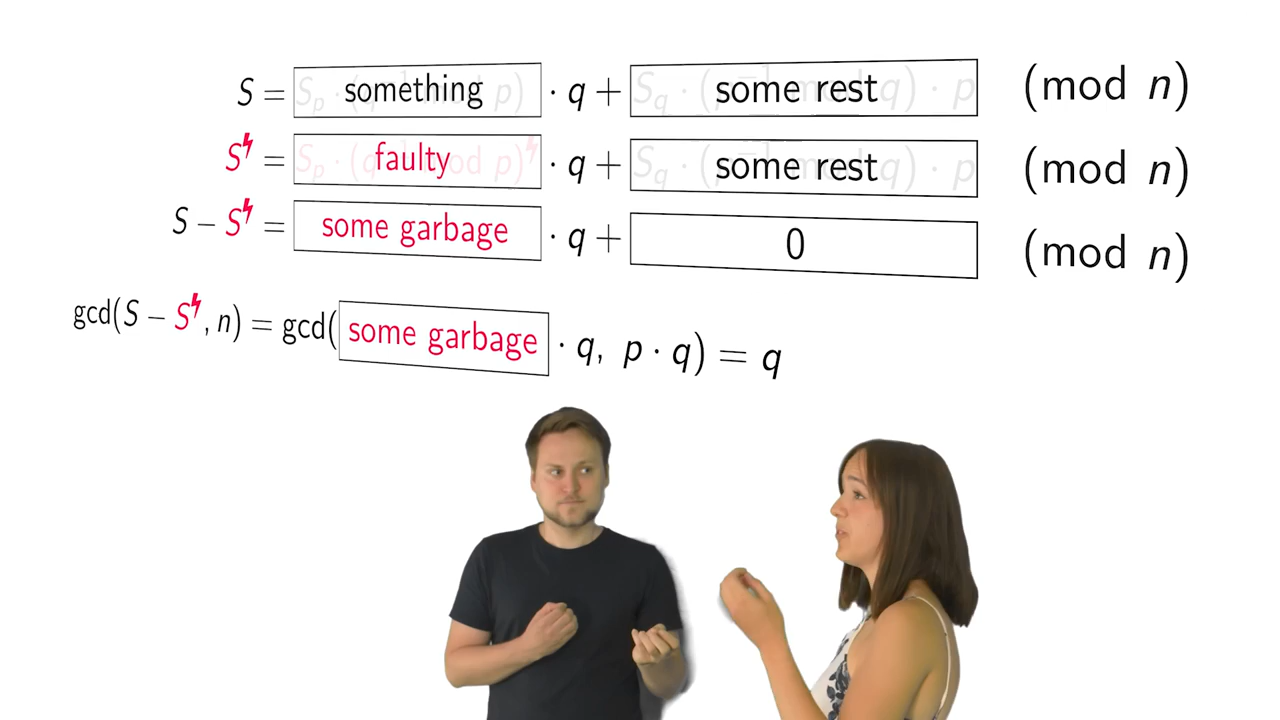 S = something · q + some rest (mod n)
S⚡ = faulty · q + some rest (mod n)
S − S⚡ = some garbage · q + 0 (mod n)
gcd(S − S⚡, n) = gcd( some garbage · q, p · q) = q